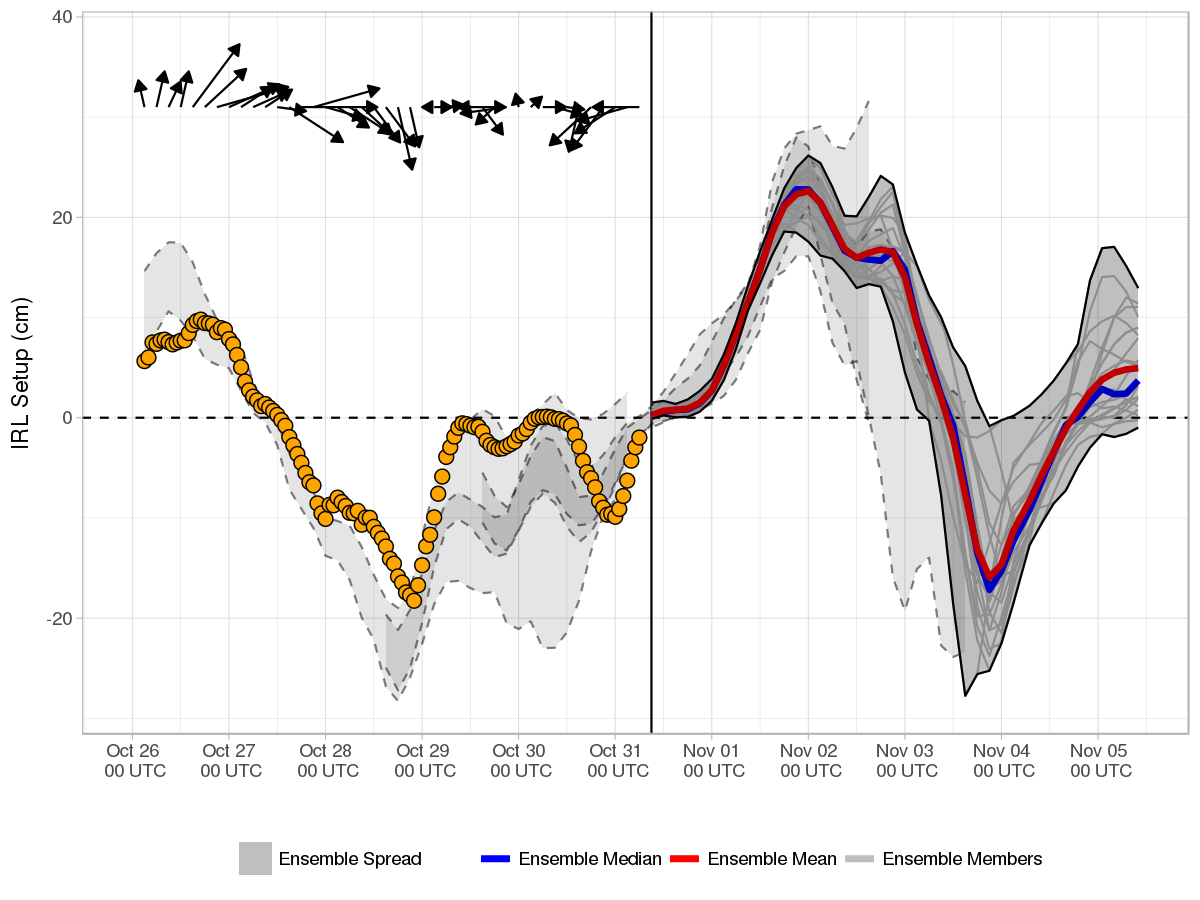 IRL Setup (cm)
40
20
0
-20
Oct 26 Oct 27 Oct 28 Oct 29 Oct 30 Oct 31 Nov 01 Nov 02 Nov 03 Nov 04 Nov 05
00 UTC 00 UTC 00 UTC 00 UTC 00 UTC 00 UTC 00 UTC 00 UTC 00 UTC 00 UTC 00 UTC
Ensemble Spread Ensemble Median Ensemble Mean Ensemble Members